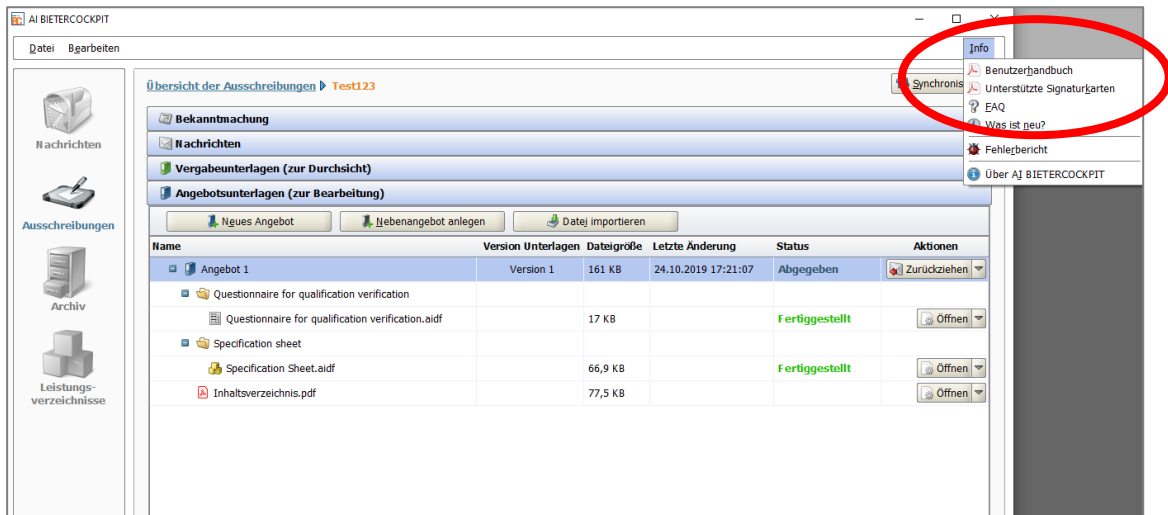 AI BIETERCOCKPIT
Datei Bearbeiten Info
Benutzerhandbuch
Unterstützte Signaturkarten
FAQ
Was ist neu?
Fehlerbericht
Über AI BIETERCOCKPIT
Nachrichten
Ausschreibungen
Archiv
Leistungs-
verzeichnisse
Übersicht der Ausschreibungen Test123
Bekanntmachung
Nachrichten
Vergabeunterlagen (zur Durchsicht)
Angebotsunterlagen (zur Bearbeitung)
Neues Angebot Nebenangebot anlegen Datei importieren
Name Version Unterlagen Dateigröße Letzte Änderung Status Aktionen
Angebot 1 Version 1 161 KB 24.10.2019 17:21:07 Abgegeben Zurückziehen
Questionnaire for qualification verification
Questionnaire for qualification verification.aidf 17 KB Fertiggestellt Öffnen
Specification sheet
Specification Sheet.aidf 66,9 KB Fertiggestellt Öffnen
Inhaltsverzeichnis.pdf 77,5 KB Öffnen